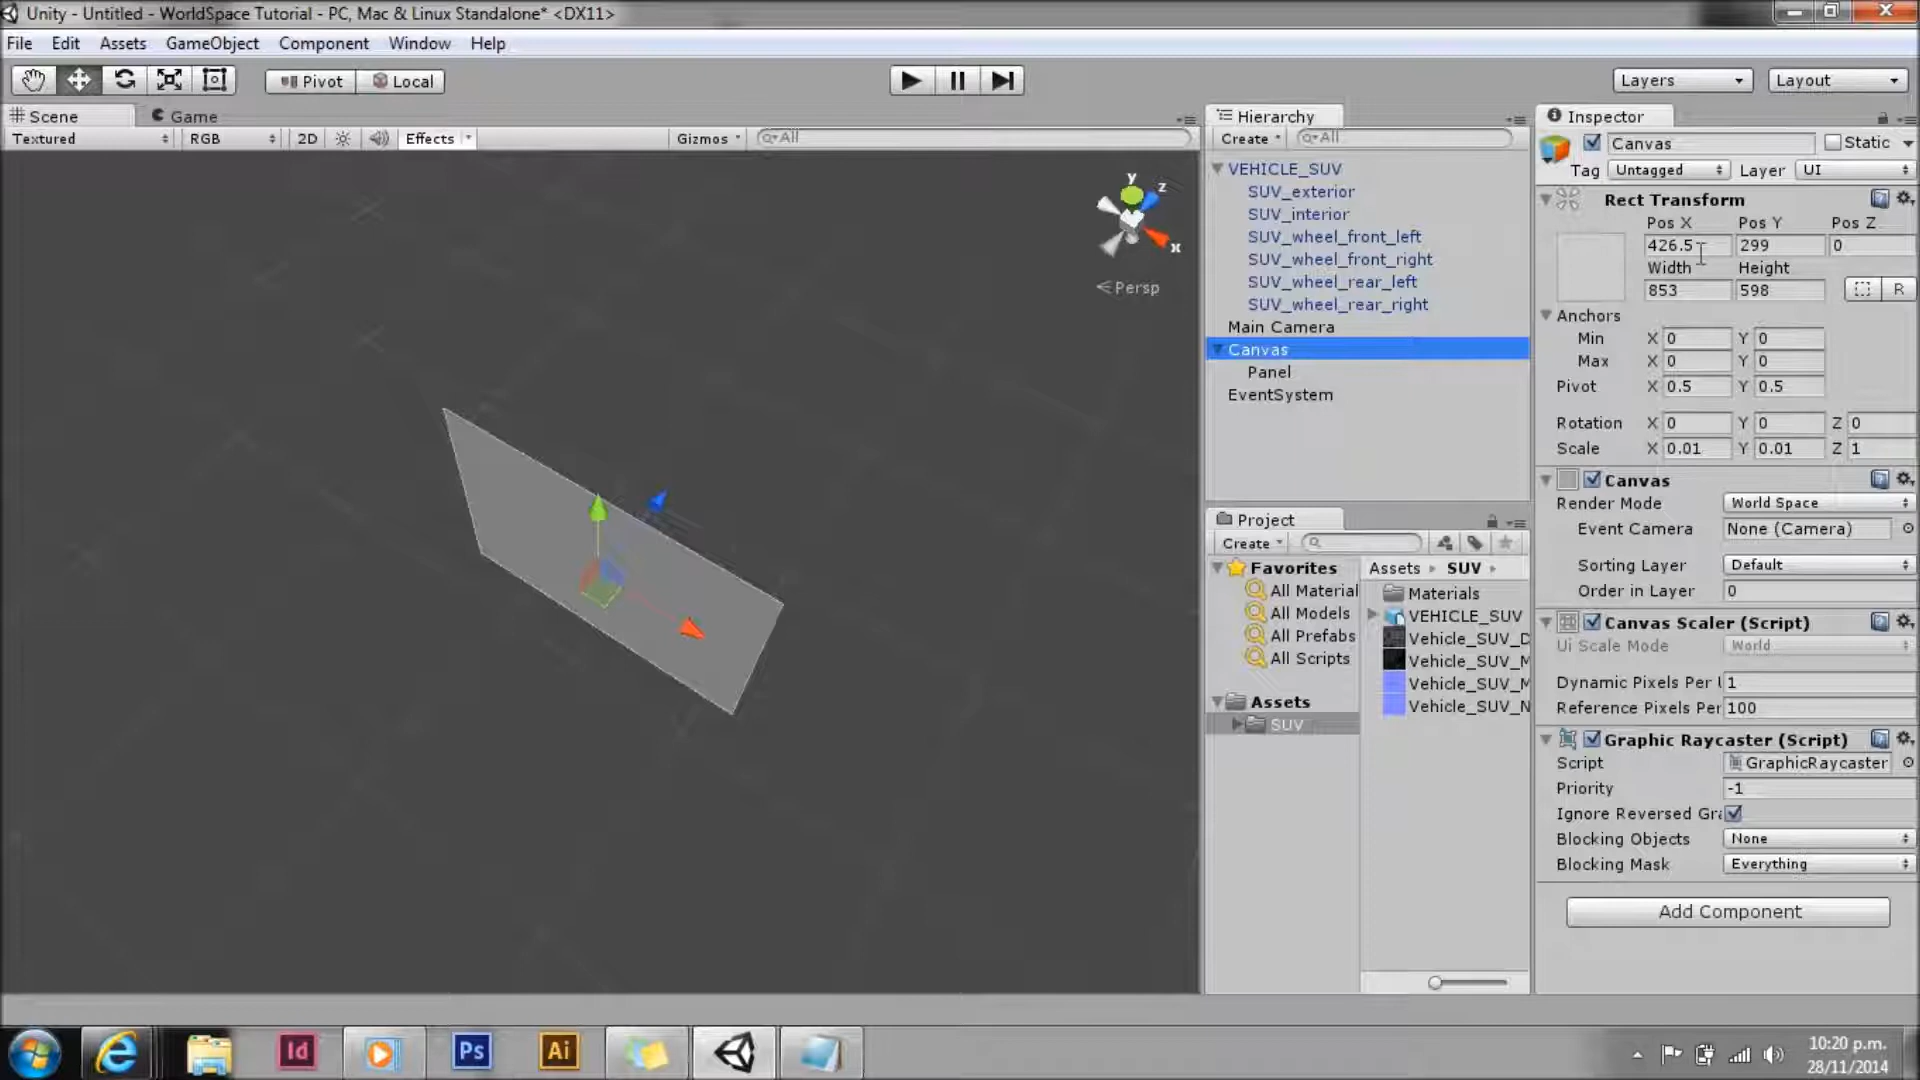 Unity - Untitled - WorldSpace Tutorial - PC, Mac & Linux Standalone* <DX11>
File Edit Assets GameObject Component Window Help
Pivot Local Layers Layout
Scene Game
Textured RGB 2D Effects Gizmos All
y z x
Persp
Hierarchy
Create All
VEHICLE_SUV
SUV_exterior
SUV_interior
SUV_wheel_front_left
SUV_wheel_front_right
SUV_wheel_rear_left
SUV_wheel_rear_right
Main Camera
Canvas
Panel
EventSystem
Project
Create
Favorites
All Material
All Models
All Prefabs
All Scripts
Assets
SUV
Assets SUV
Materials
VEHICLE_SUV
Vehicle_SUV_D
Vehicle_SUV_M
Vehicle_SUV_M
Vehicle_SUV_N
Inspector
Canvas Static
Tag Untagged Layer UI
Rect Transform
Pos X Pos Y Pos Z
426.5 299 0
Width Height
853 598 R
Anchors
Min X 0 Y 0
Max X 0 Y 0
Pivot X 0.5 Y 0.5
Rotation X 0 Y 0 Z 0
Scale X 0.01 Y 0.01 Z 1
Canvas
Render Mode World Space
Event Camera None (Camera)
Sorting Layer Default
Order in Layer 0
Canvas Scaler (Script)
Ui Scale Mode World
Dynamic Pixels Per U 1
Reference Pixels Per 100
Graphic Raycaster (Script)
Script GraphicRaycaster
Priority -1
Ignore Reversed Gra
Blocking Objects None
Blocking Mask Everything
Add Component
Id Ps Ai
10:20 p.m.
28/11/2014